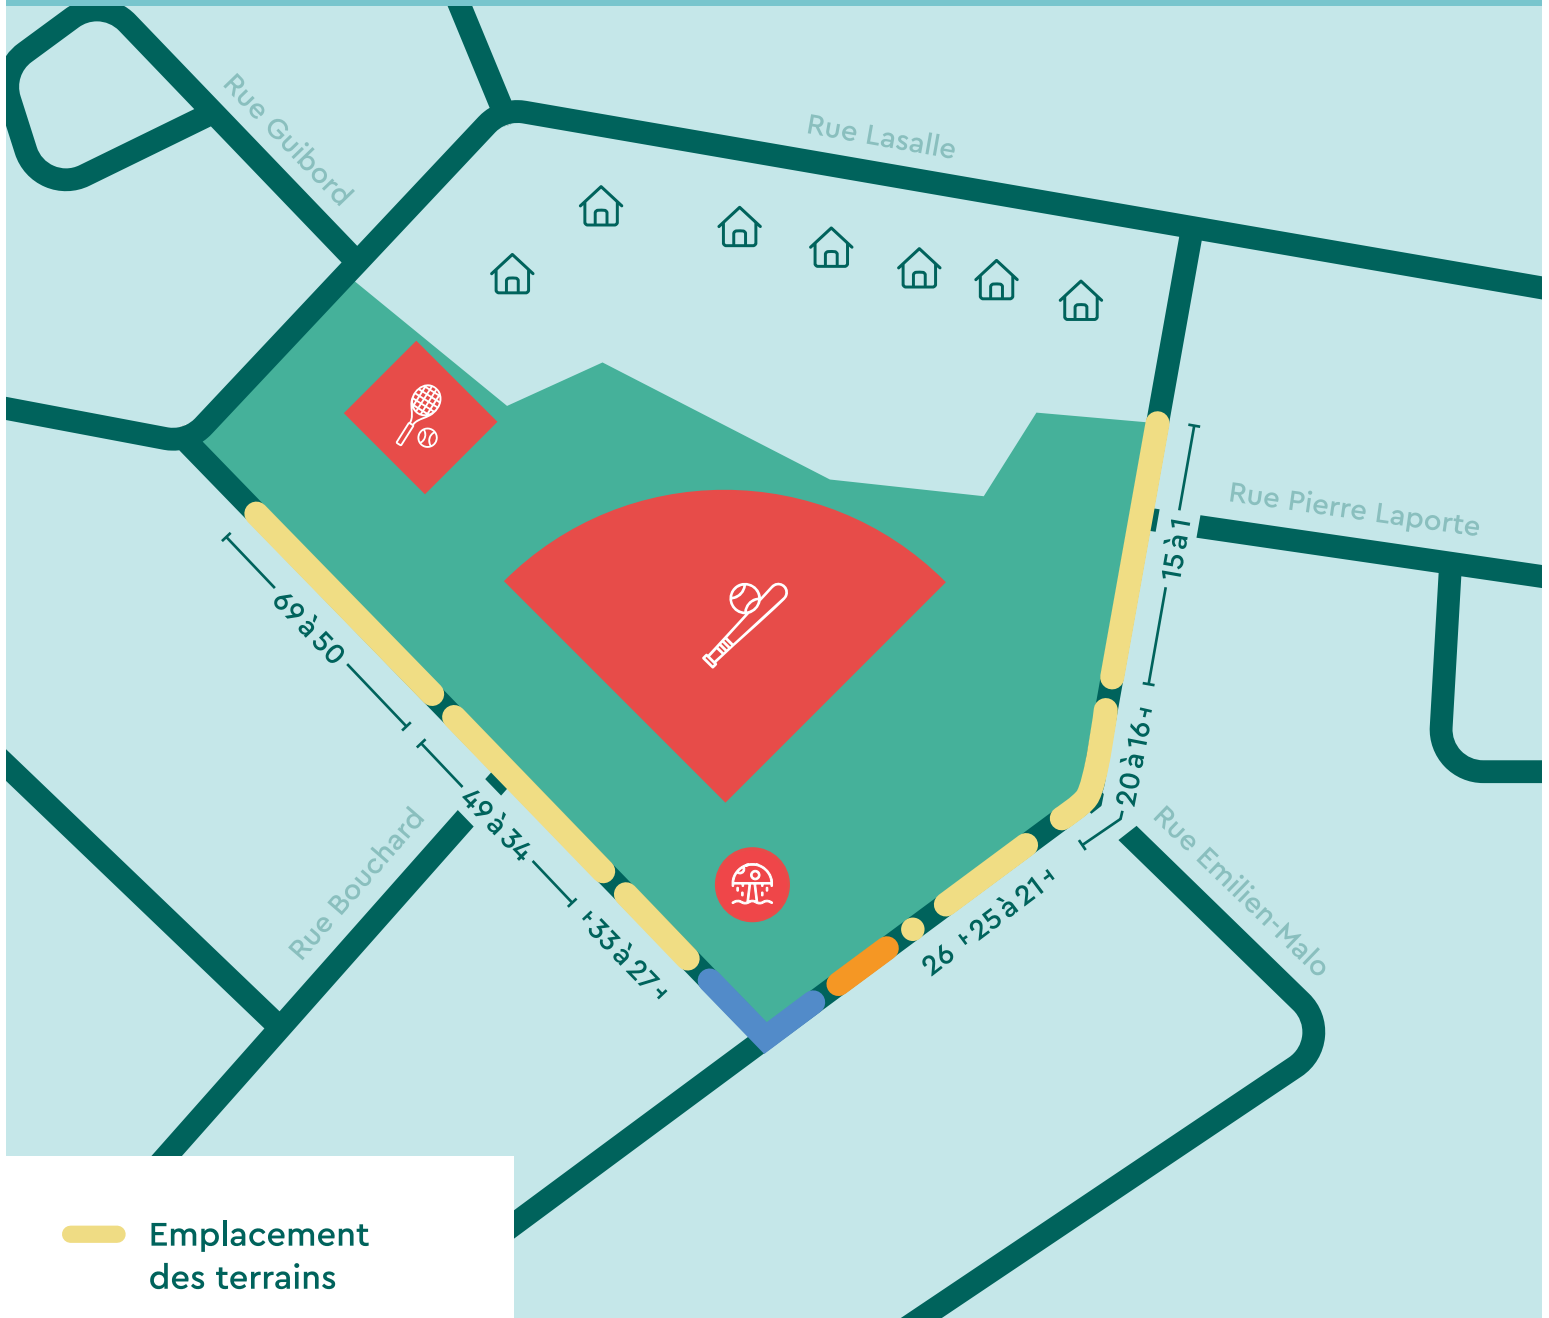 Rue Guibord
Rue Lasalle
Rue Pierre Laporte
15 à 1
69 à 50
20 à 16
49 à 34
Rue Bouchard
Rue Emilien-Malo
25 à 21
26
33 à 27
Emplacement
des terrains